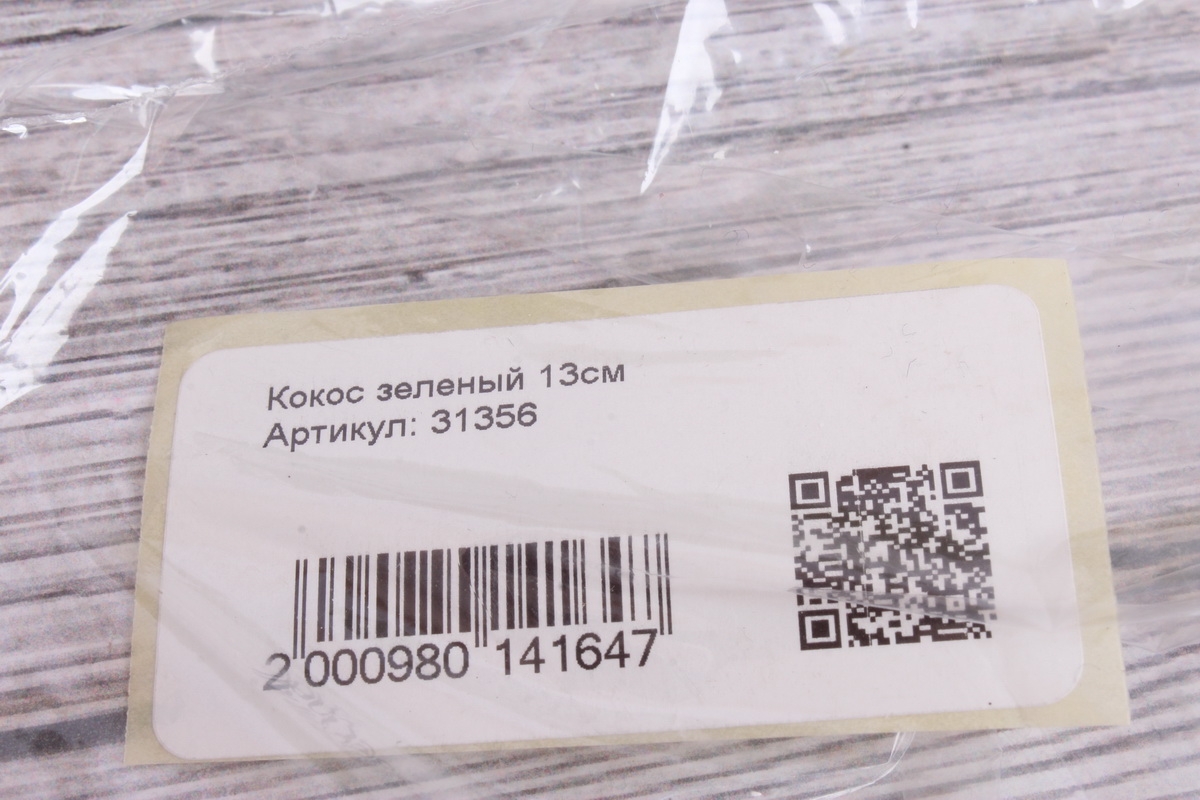 Кокос зеленый 13см
Артикул: 31356
2 000980 141647